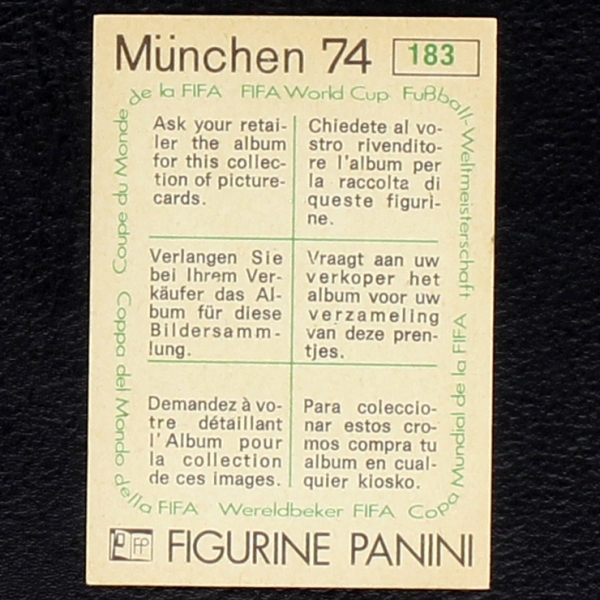 München 74 183
de la FIFA FIFA World Cup Fußball-Weltmeisterschaft
Coupe du Monde
Ask your retai-
ler the album
for this collec-
tion of picture-
cards.
Chiedete al vo-
stro rivendito-
re l'album per
la raccolta di
queste figuri-
ne.
Verlangen Sie
bei Ihrem Ver-
käufer das Al-
bum für diese
Bildersamm-
lung.
Vraagt aan uw
verkoper het
album voor uw
verzameling
van deze pren-
tjes.
Demandez à vo-
tre détaillant
l'Album pour
la collection
de ces images.
Para coleccio-
nar estos cro-
mos compra tu
album en cual-
quier kiosko.
Coppa del Mondo della FIFA Wereldbeker FIFA Copa Mundial de la FIFA
FP FIGURINE PANINI